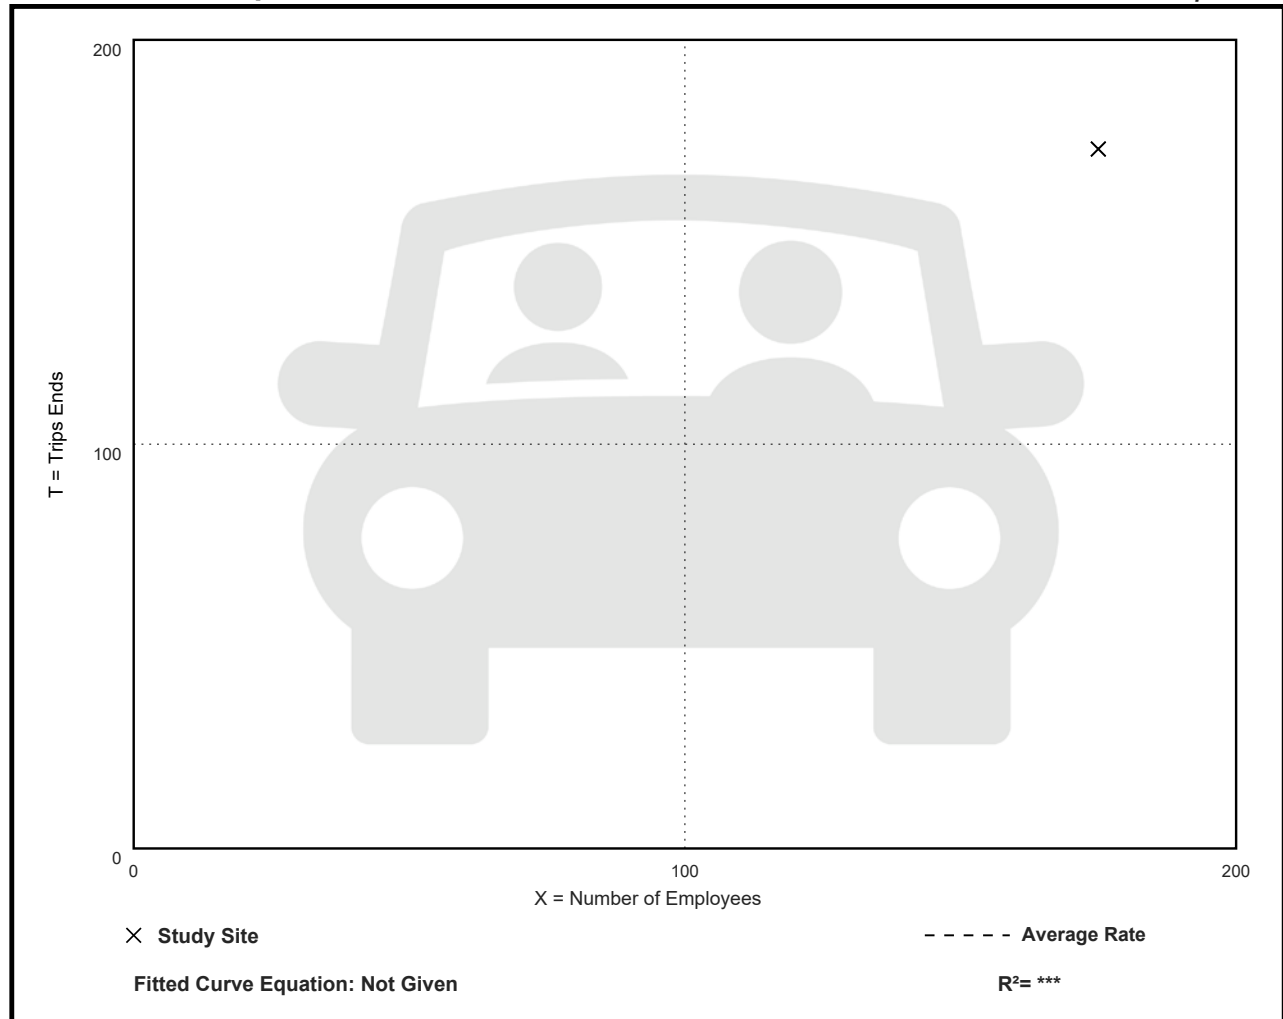 200
100
0
T = Trips Ends
0 100 200
X = Number of Employees
Study Site
Average Rate
Fitted Curve Equation: Not Given
R²= ***